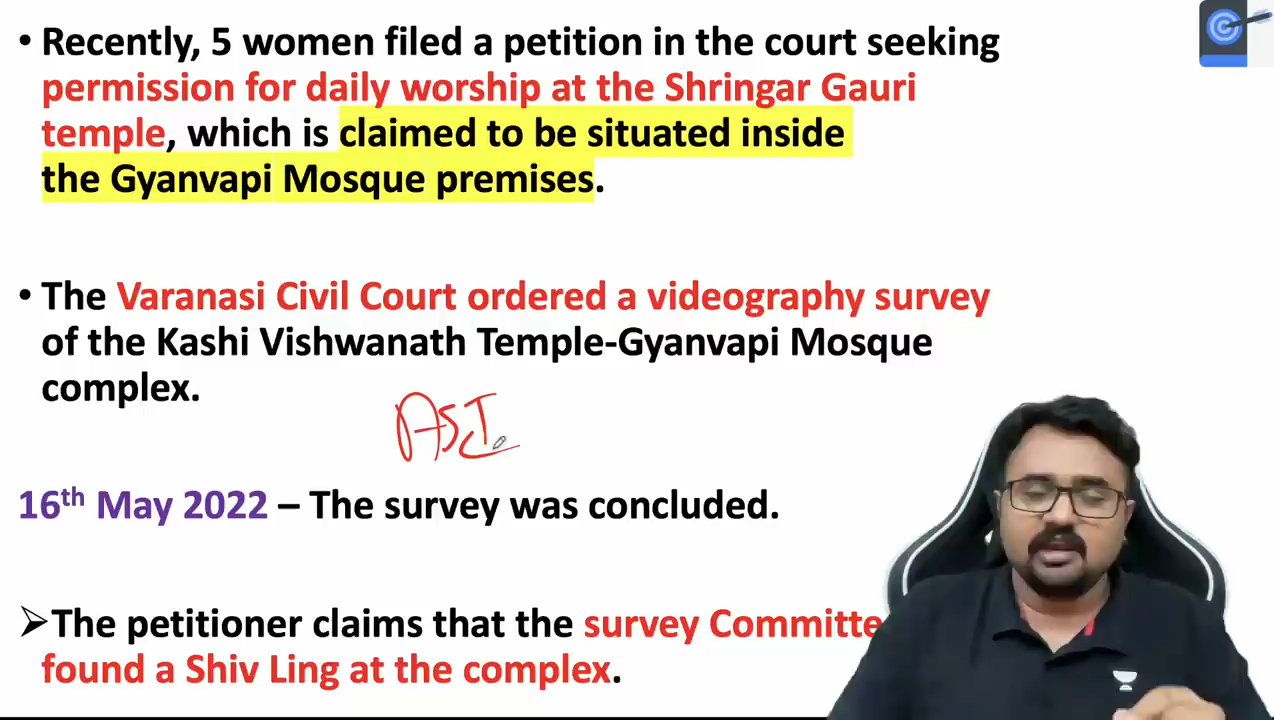 • Recently, 5 women filed a petition in the court seeking
permission for daily worship at the Shringar Gauri
temple, which is claimed to be situated inside
the Gyanvapi Mosque premises.
• The Varanasi Civil Court ordered a videography survey
of the Kashi Vishwanath Temple-Gyanvapi Mosque
complex.
ASI
16th May 2022 – The survey was concluded.
➢The petitioner claims that the survey Committe
found a Shiv Ling at the complex.